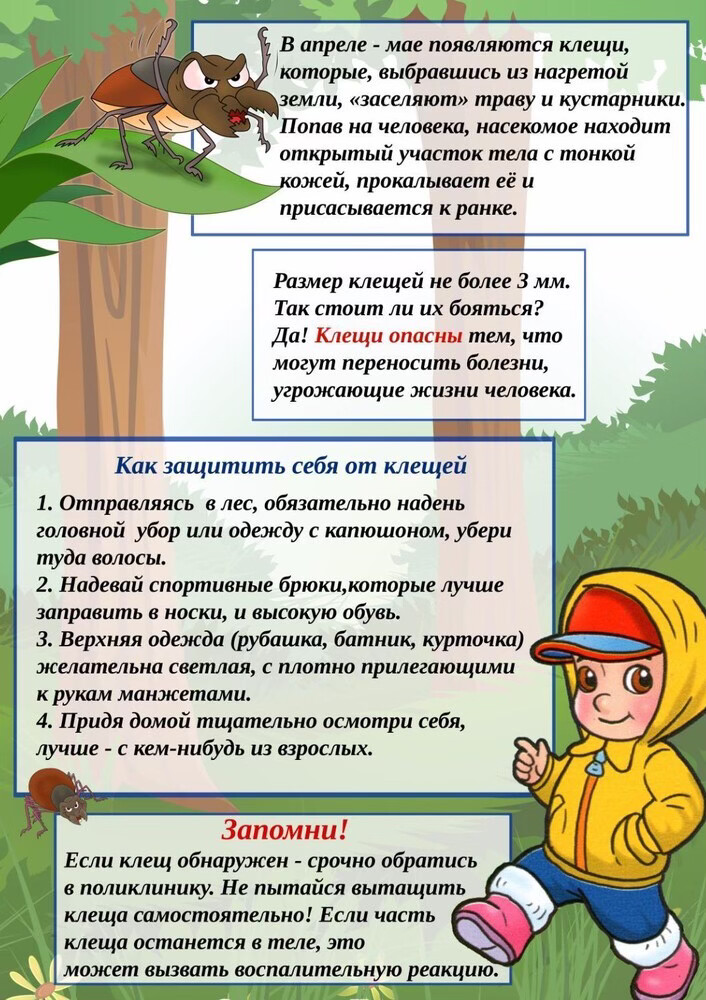 В апреле - мае появляются клещи,
которые, выбравшись из нагретой
земли, «заселяют» траву и кустарники.
Попав на человека, насекомое находит
открытый участок тела с тонкой
кожей, прокалывает её и
присасывается к ранке.
Размер клещей не более 3 мм.
Так стоит ли их бояться?
Да! Клещи опасны тем, что
могут переносить болезни,
угрожающие жизни человека.
Как защитить себя от клещей
1. Отправляясь в лес, обязательно надень
головной убор или одежду с капюшоном, убери
туда волосы.
2. Надевай спортивные брюки,которые лучше
заправить в носки, и высокую обувь.
3. Верхняя одежда (рубашка, батник, курточка)
желательна светлая, с плотно прилегающими
к рукам манжетами.
4. Придя домой тщательно осмотри себя,
лучше - с кем-нибудь из взрослых.
Запомни!
Если клещ обнаружен - срочно обратись
в поликлинику. Не пытайся вытащить
клеща самостоятельно! Если часть
клеща останется в теле, это
может вызвать воспалительную реакцию.